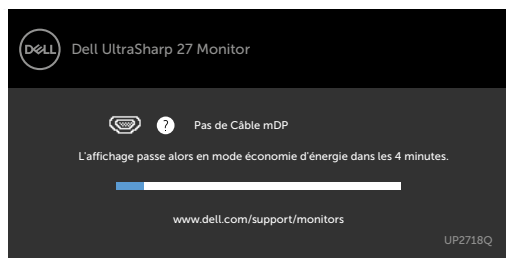 DELL Dell UltraSharp 27 Monitor
? Pas de Câble mDP
L'affichage passe alors en mode économie d'énergie dans les 4 minutes.
www.dell.com/support/monitors
UP2718Q